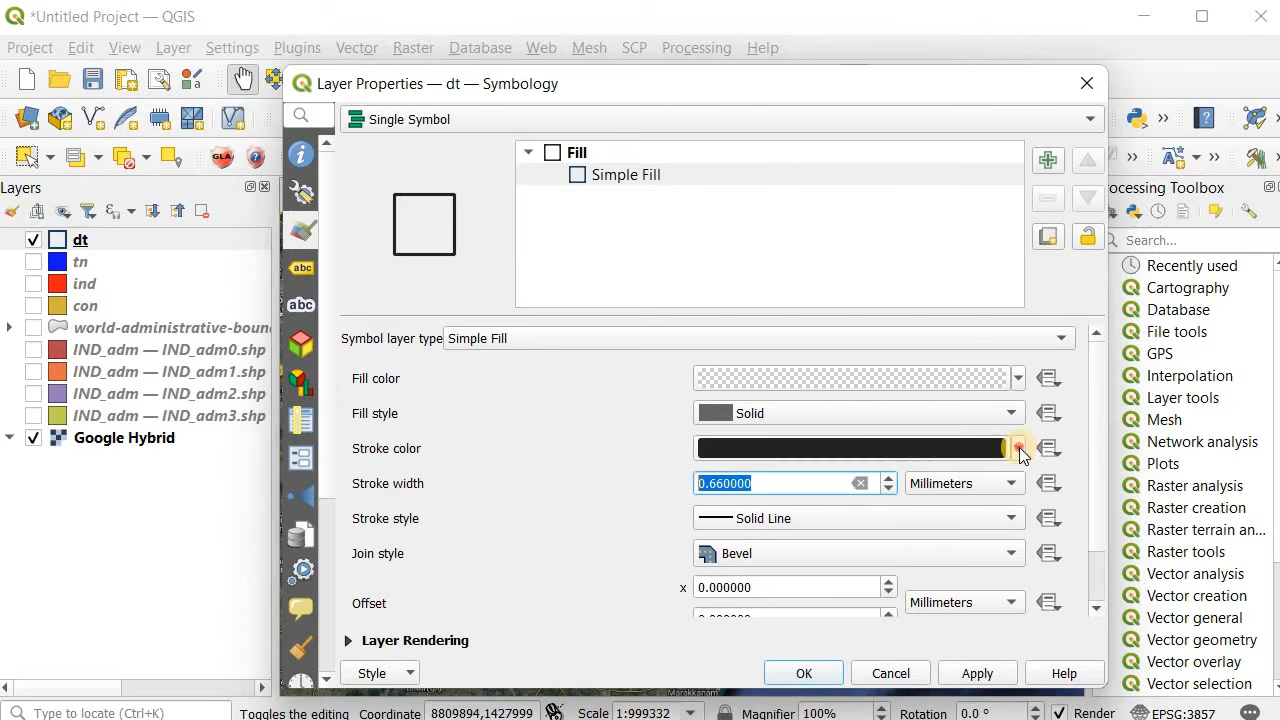 *Untitled Project — QGIS
Project Edit View Layer Settings Plugins Vector Raster Database Web Mesh SCP Processing Help
Layer Properties — dt — Symbology
Single Symbol
Fill
Simple Fill
Symbol layer type Simple Fill
Fill color
Fill style Solid
Stroke color
Stroke width 0.660000 Millimeters
Stroke style Solid Line
Join style Bevel
x 0.000000
Offset Millimeters
Layer Rendering
Style OK Cancel Apply Help
GLA
abc
abc
Layers
dt
tn
ind
con
world-administrative-boun
IND_adm — IND_adm0.shp
IND_adm — IND_adm1.shp
IND_adm — IND_adm2.shp
IND_adm — IND_adm3.shp
Google Hybrid
ocessing Toolbox
Search...
Recently used
Cartography
Database
File tools
GPS
Interpolation
Layer tools
Mesh
Network analysis
Plots
Raster analysis
Raster creation
Raster terrain an...
Raster tools
Vector analysis
Vector creation
Vector general
Vector geometry
Vector overlay
Vector selection
Marakkanam
Type to locate (Ctrl+K) Toggles the editing Coordinate 8809894,1427999 Scale 1:999332 Magnifier 100% Rotation 0.0 ° Render EPSG:3857